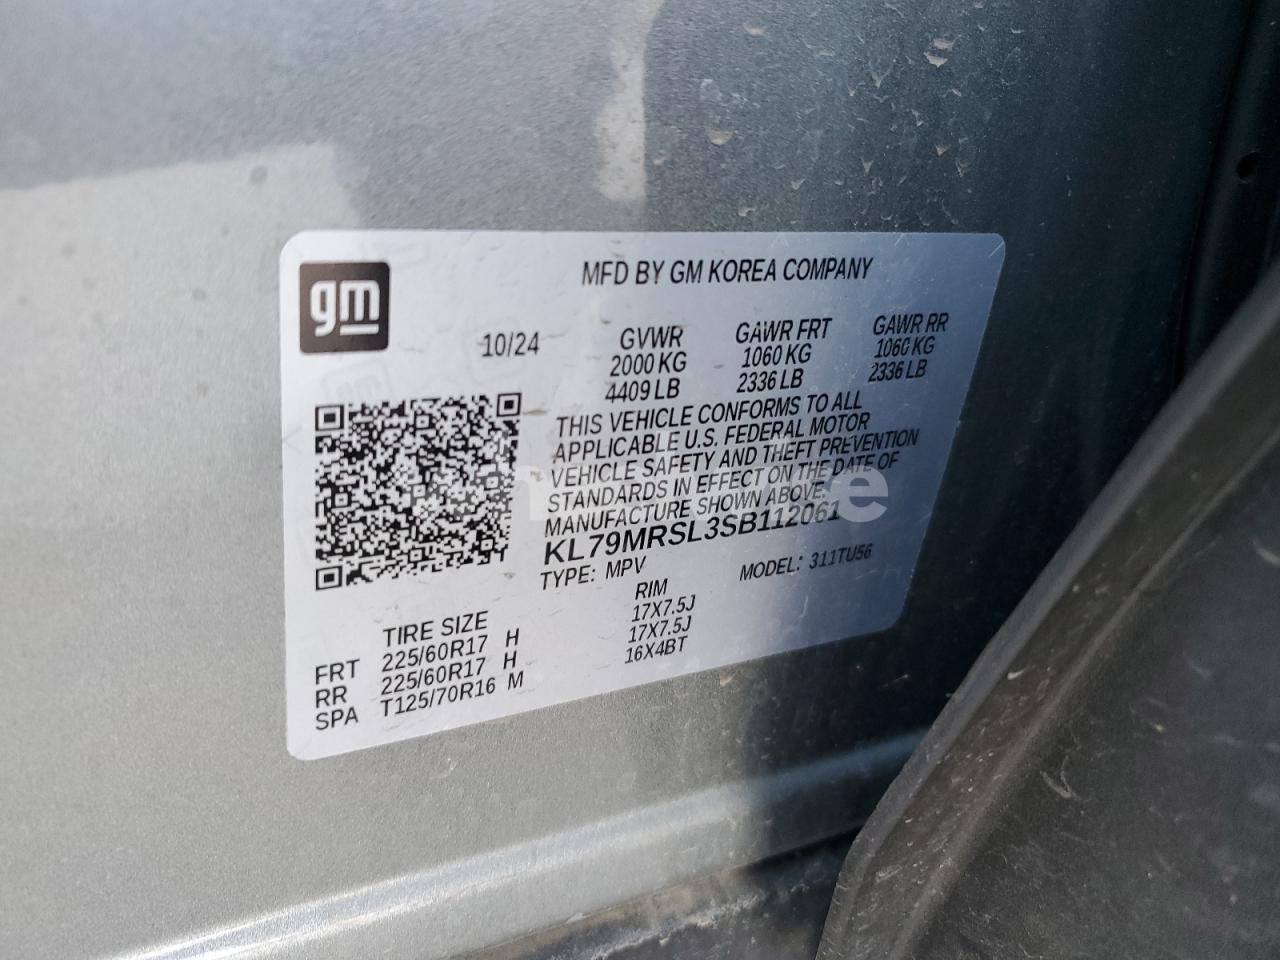 gm
MFD BY GM KOREA COMPANY
10/24
GVWR GAWR FRT GAWR RR
2000 KG 1060 KG 1060 KG
4409 LB 2336 LB 2336 LB
THIS VEHICLE CONFORMS TO ALL
APPLICABLE U.S. FEDERAL MOTOR
VEHICLE SAFETY AND THEFT PREVENTION
STANDARDS IN EFFECT ON THE DATE OF
MANUFACTURE SHOWN ABOVE.
KL79MRSL3SB112061
TYPE: MPV MODEL: 311TU56
TIRE SIZE RIM
FRT 225/60R17 H 17X7.5J
RR 225/60R17 H 17X7.5J
SPA T125/70R16 M 16X4BT